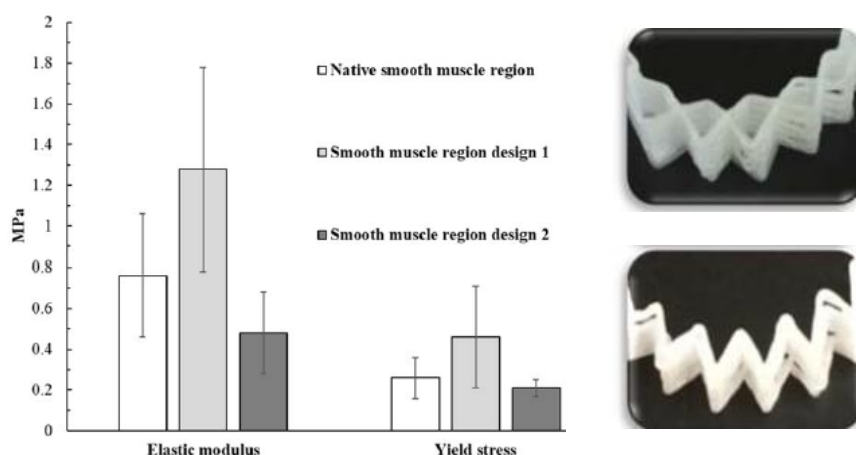 2
1.8
1.6
1.4
1.2
1
0.8
0.6
0.4
0.2
0
MPa
Native smooth muscle region
Smooth muscle region design 1
Smooth muscle region design 2
Elastic modulus
Yield stress